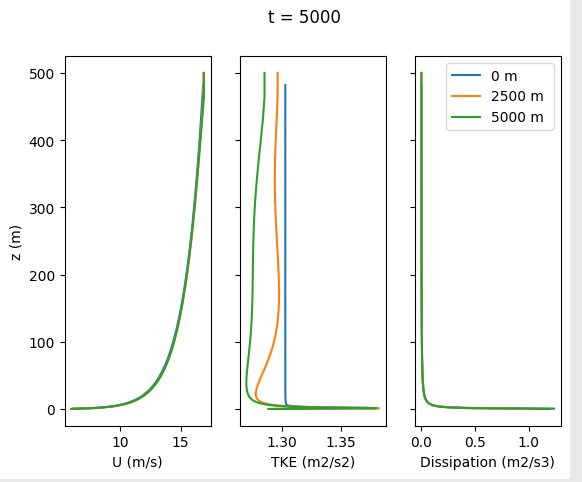 t = 5000
0 m
2500 m
5000 m
500
400
300
200
100
0
z (m)
10 15
1.30 1.35
0.0 0.5 1.0
U (m/s)
TKE (m2/s2)
Dissipation (m2/s3)